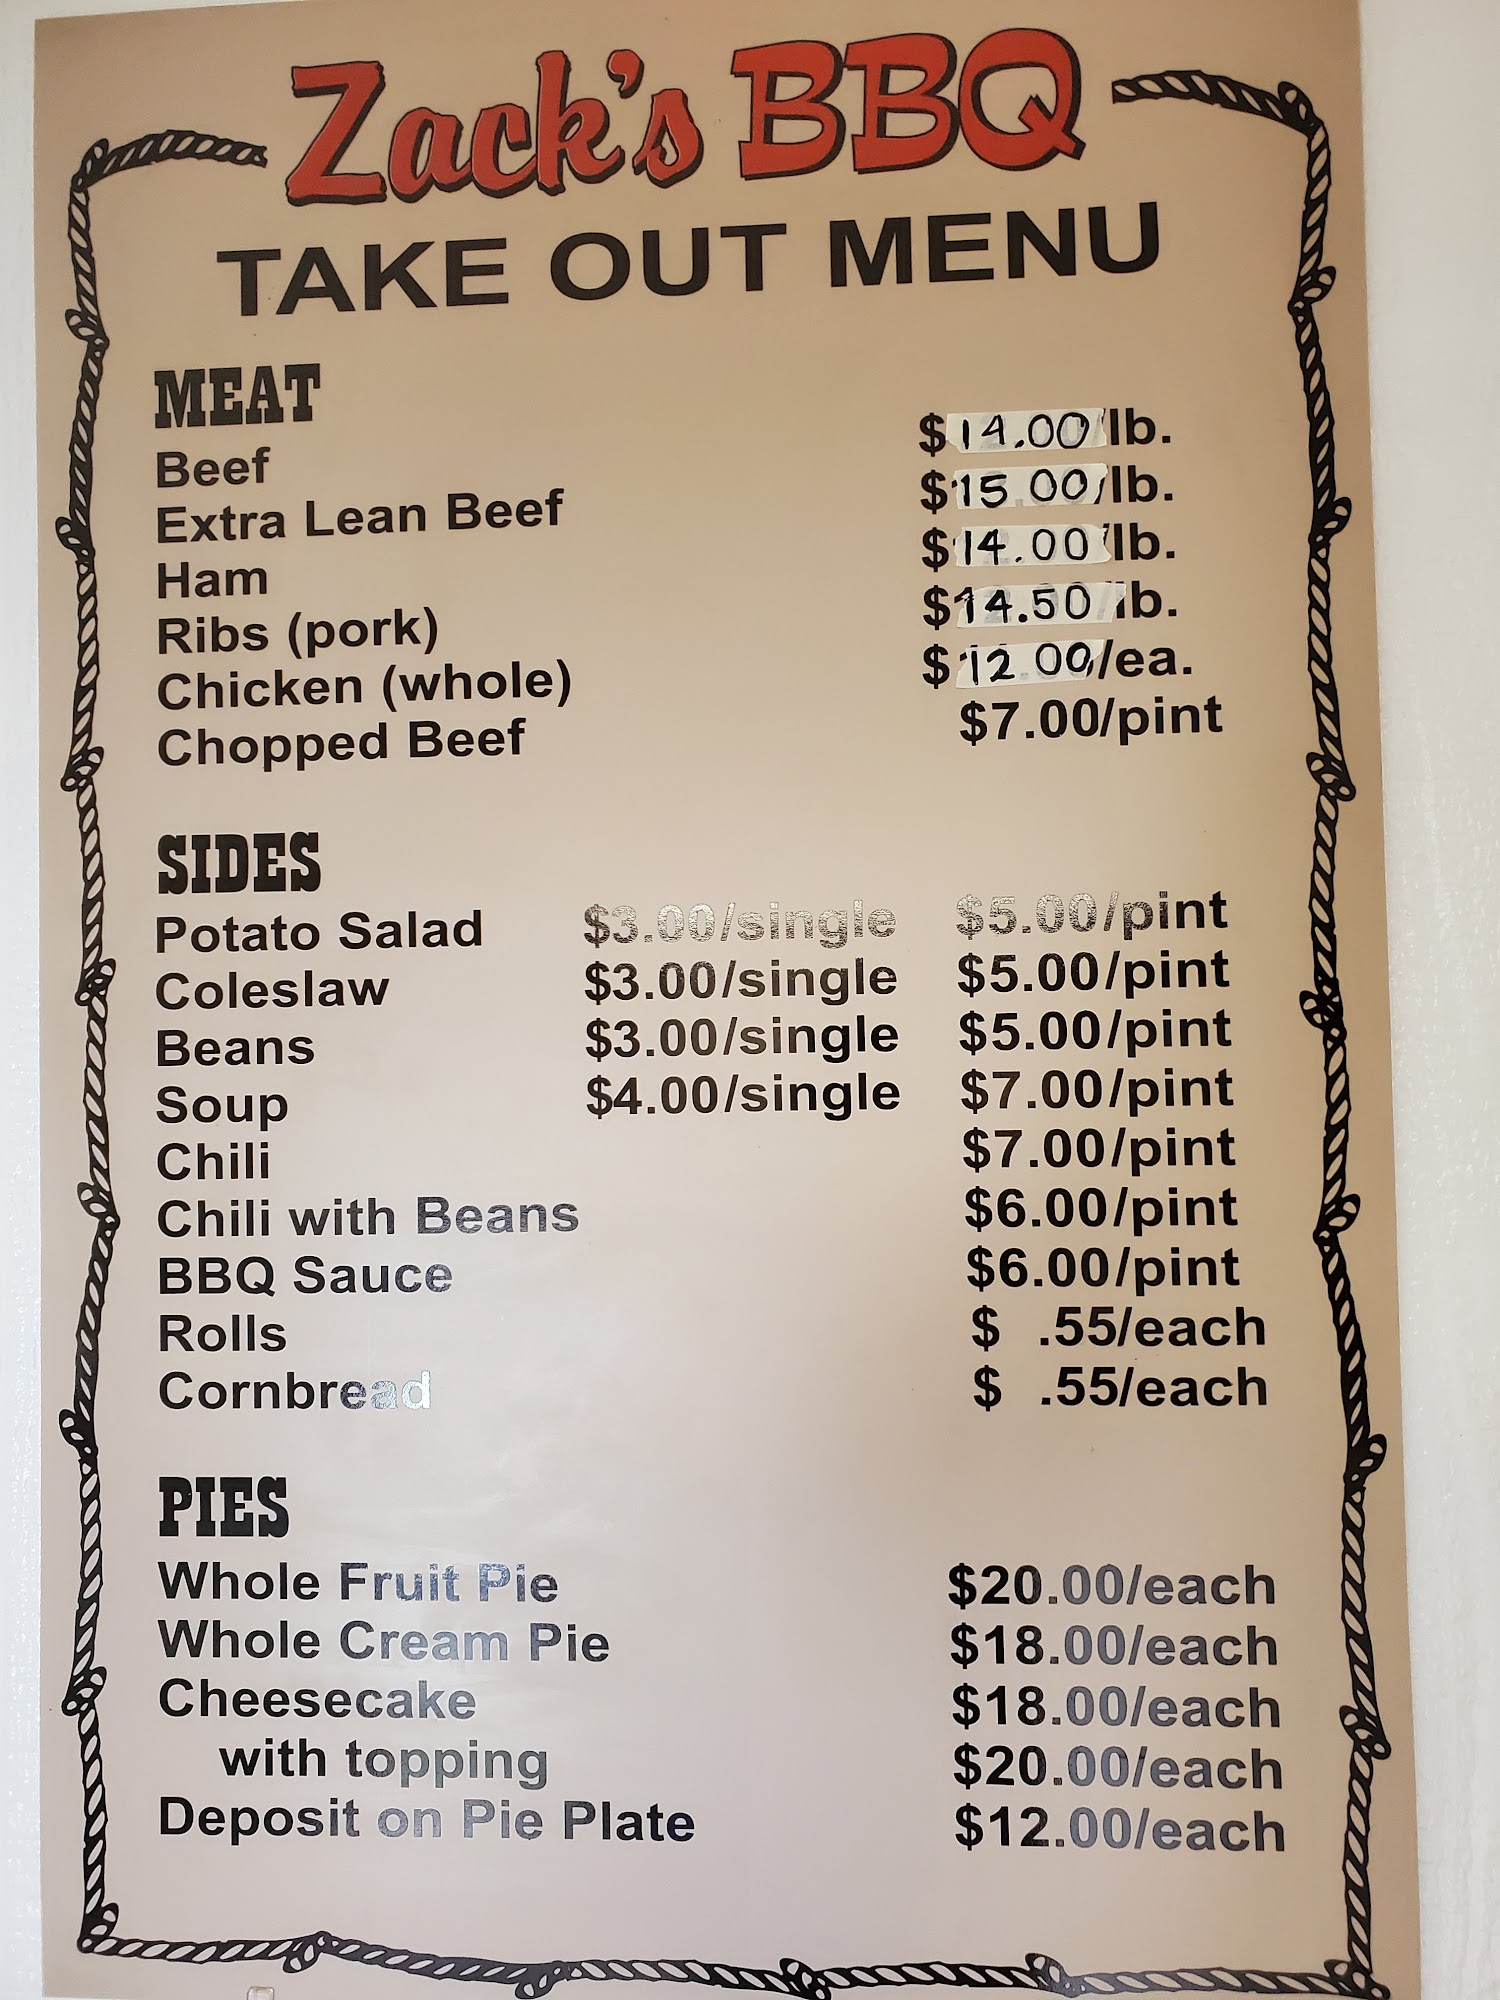 Zack's BBQ
TAKE OUT MENU
MEAT
Beef $14.00/lb.
Extra Lean Beef $15.00/lb.
Ham $14.00/lb.
Ribs (pork) $14.50/lb.
Chicken (whole) $12.00/ea.
Chopped Beef $7.00/pint
SIDES
Potato Salad $3.00/single $5.00/pint
Coleslaw $3.00/single $5.00/pint
Beans $3.00/single $5.00/pint
Soup $4.00/single $7.00/pint
Chili $7.00/pint
Chili with Beans $6.00/pint
BBQ Sauce $6.00/pint
Rolls $ .55/each
Cornbread $ .55/each
PIES
Whole Fruit Pie $20.00/each
Whole Cream Pie $18.00/each
Cheesecake $18.00/each
with topping $20.00/each
Deposit on Pie Plate $12.00/each